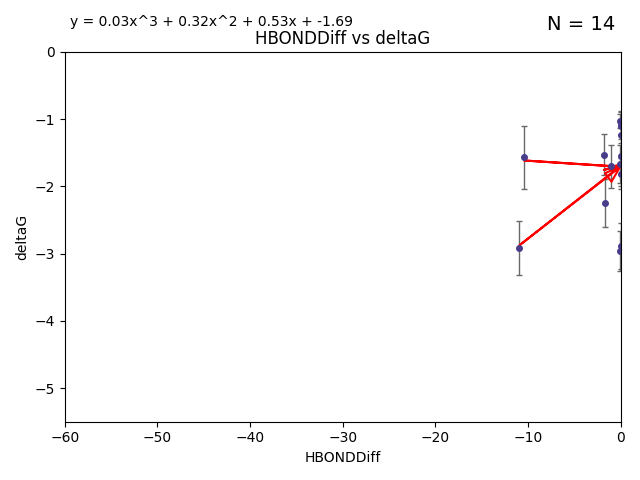 y = 0.03x^3 + 0.32x^2 + 0.53x + -1.69
N = 14
HBONDDiff vs deltaG
0
−1
−2
−3
−4
−5
deltaG
−60 −50 −40 −30 −20 −10 0
HBONDDiff